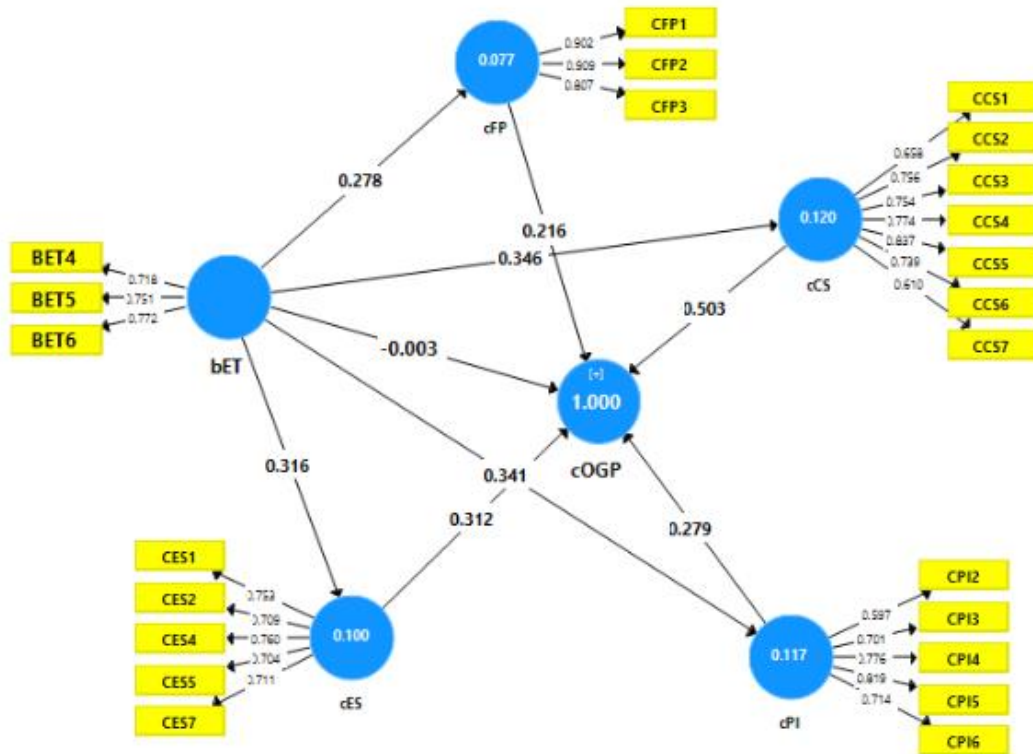 CFP1
0.902
0.077
0.909
CFP2
0.807
CFP3
cFP
CCS1
0.658
CCS2
0.756
CCS3
0.754
0.120
0.774
CCS4
0.837
CCS5
0.739
CCS6
0.610
CCS7
cCS
0.278
0.216
0.346
BET4
0.718
BET5
0.751
BET6
0.772
bET
0.503
-0.003
[+]
1.000
cOGP
0.316
0.341
0.312
0.279
CES1
0.753
CES2
0.709
CES4
0.760
0.100
CES5
0.704
CES7
0.711
cES
CPI2
0.597
CPI3
0.701
0.117
0.776
CPI4
0.819
CPI5
0.714
CPI6
cPI